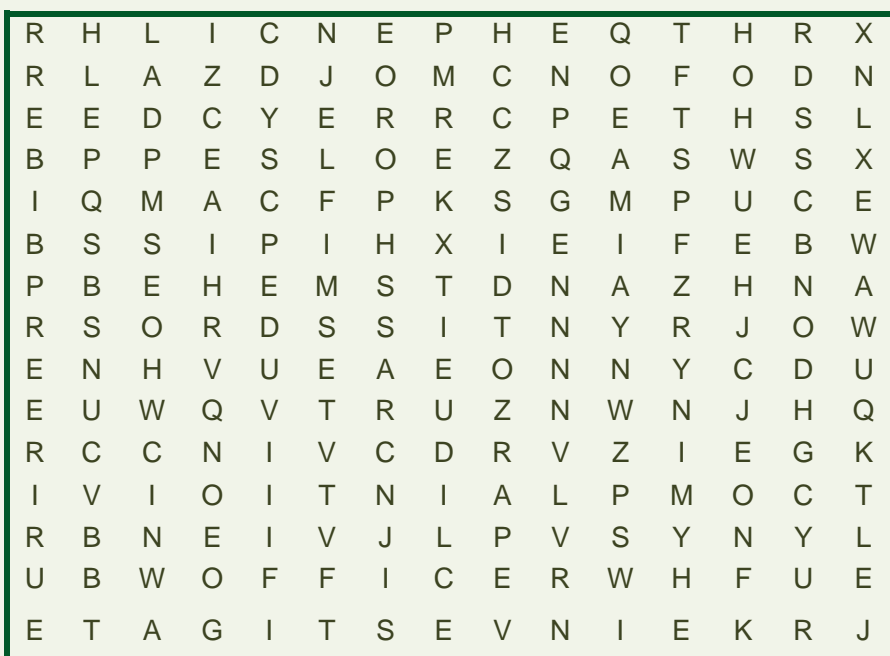 R H L I C N E P H E Q T H R X
R L A Z D J O M C N O F O D N
E E D C Y E R R C P E T H S L
B P P E S L O E Z Q A S W S X
I Q M A C F P K S G M P U C E
B S S I P I H X I E I F E B W
P B E H E M S T D N A Z H N A
R S O R D S S I T N Y R J O W
E N H V U E A E O N N Y C D U
E U W Q V T R U Z N W N J H Q
R C C N I V C D R V Z I E G K
I V I O I T N I A L P M O C T
R B N E I V J L P V S Y N Y L
U B W O F F I C E R W H F U E
E T A G I T S E V N I E K R J